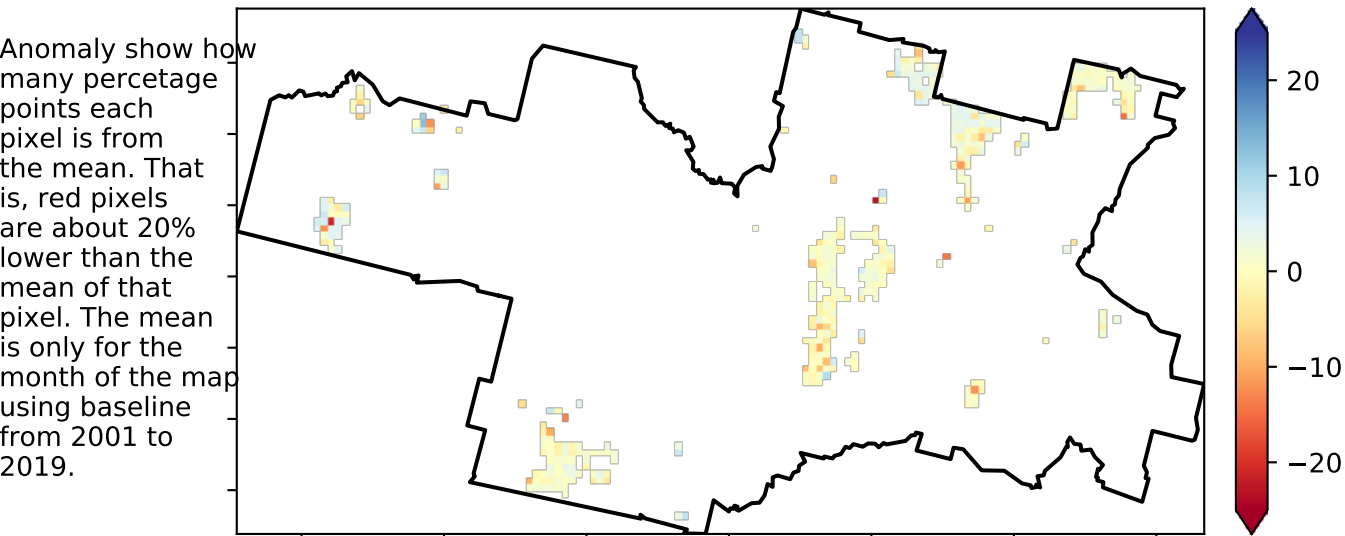 Anomaly show how
many percetage
points each
pixel is from
the mean. That
is, red pixels
are about 20%
lower than the
mean of that
pixel. The mean
is only for the
month of the map
using baseline
from 2001 to
2019.
20
10
0
−10
−20